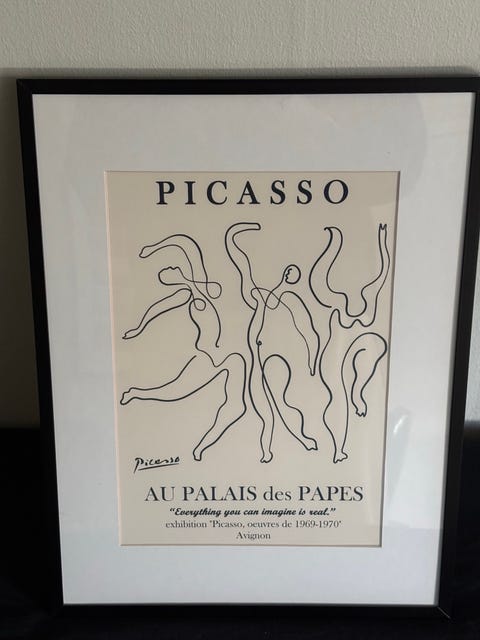 PICASSO
Picasso
AU PALAIS des PAPES
“Everything you can imagine is real.”
exhibition 'Picasso, oeuvres de 1969-1970'
Avignon